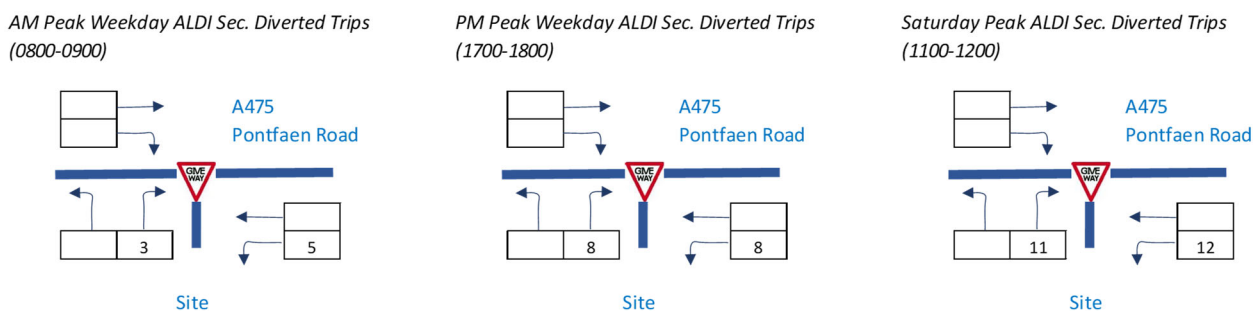 AM Peak Weekday ALDI Sec. Diverted Trips
(0800-0900)
A475
Pontfaen Road
GIVE
WAY
3
5
Site
PM Peak Weekday ALDI Sec. Diverted Trips
(1700-1800)
A475
Pontfaen Road
GIVE
WAY
8
8
Site
Saturday Peak ALDI Sec. Diverted Trips
(1100-1200)
A475
Pontfaen Road
GIVE
WAY
11
12
Site